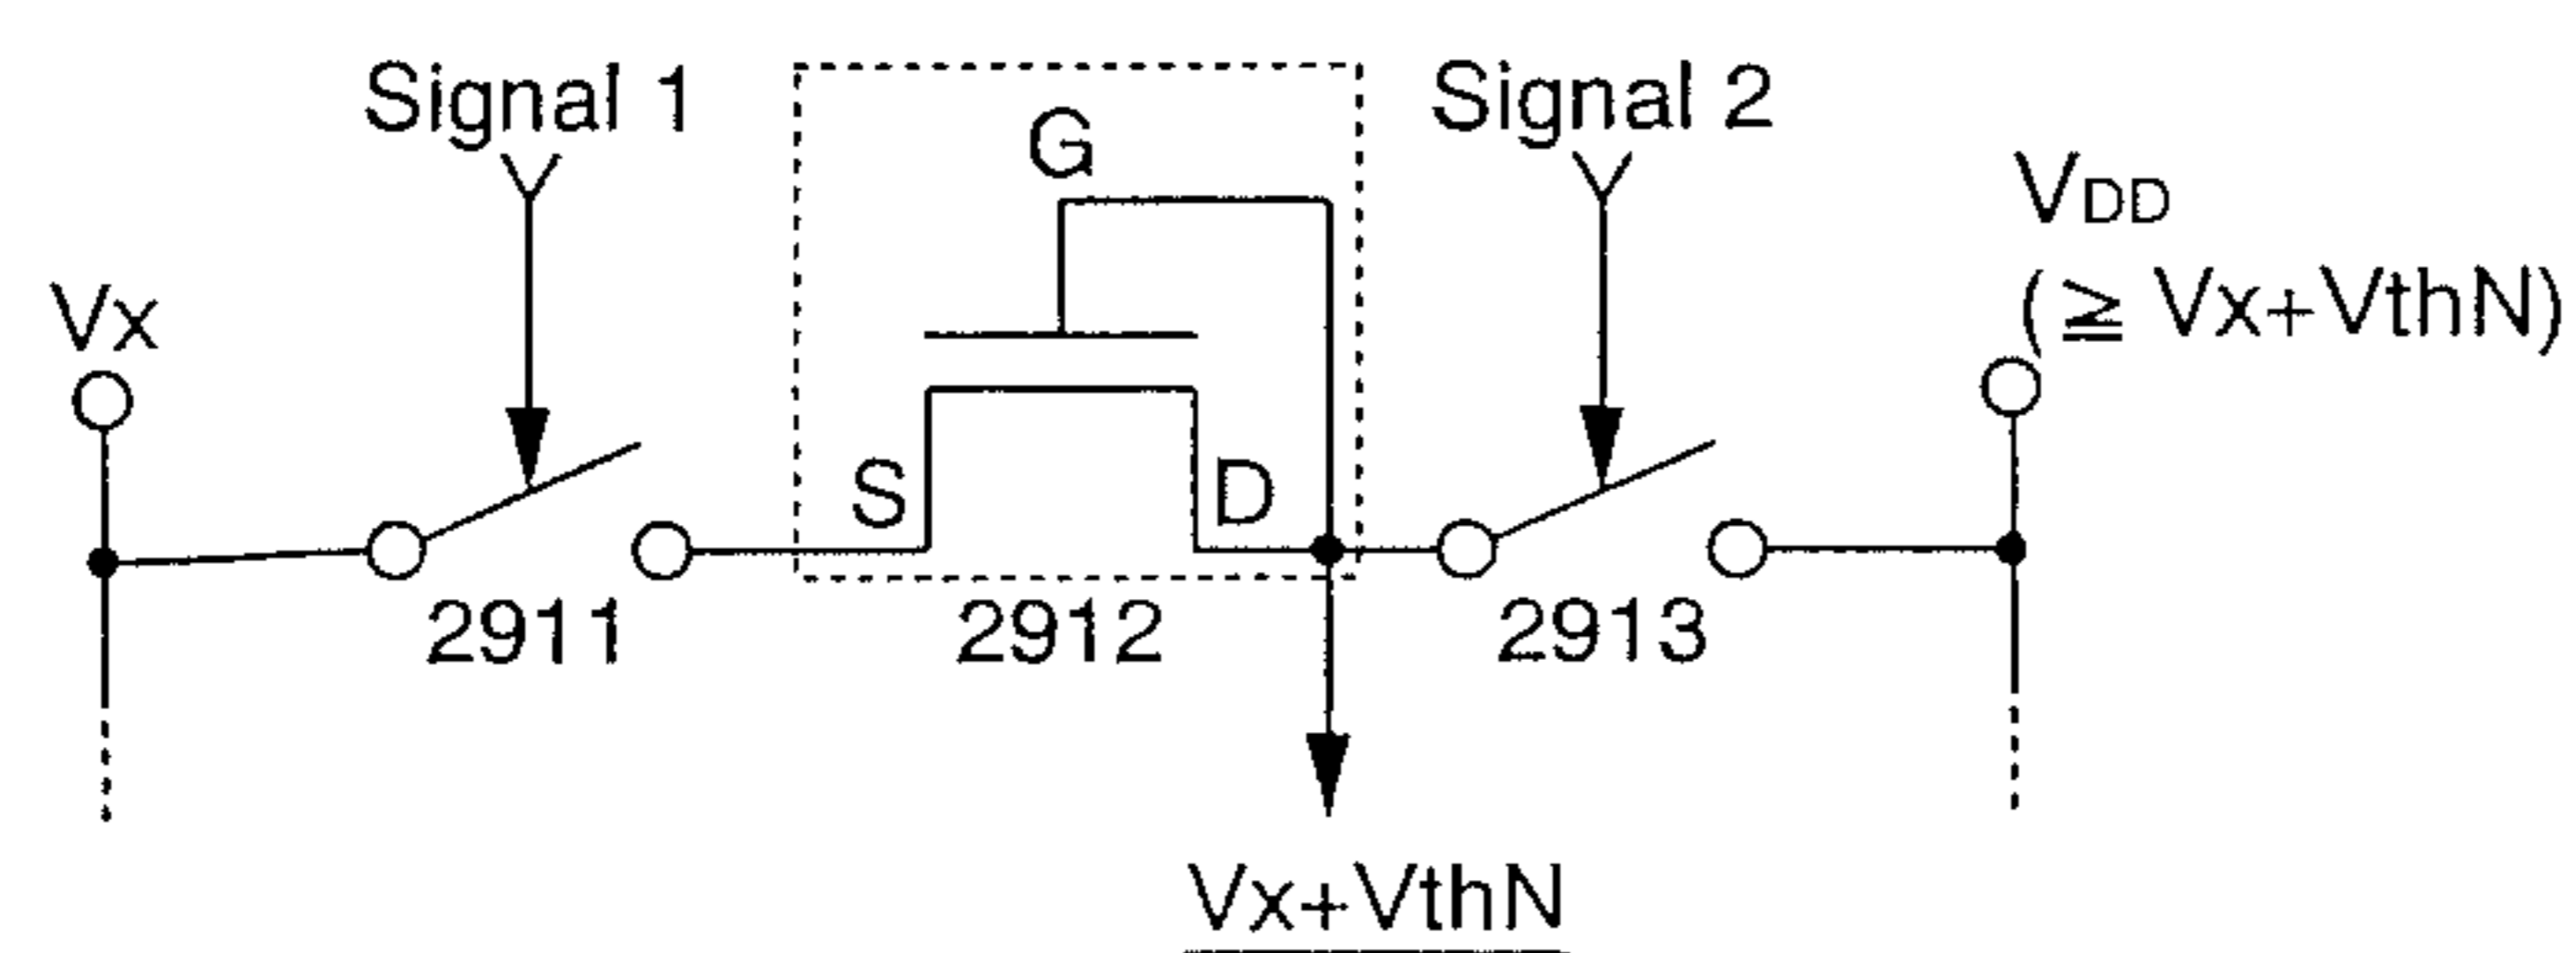 Signal 1
Signal 2
G
VDD
Vx
(≧ Vx+VthN)
S
D
2911
2912
2913
Vx+VthN